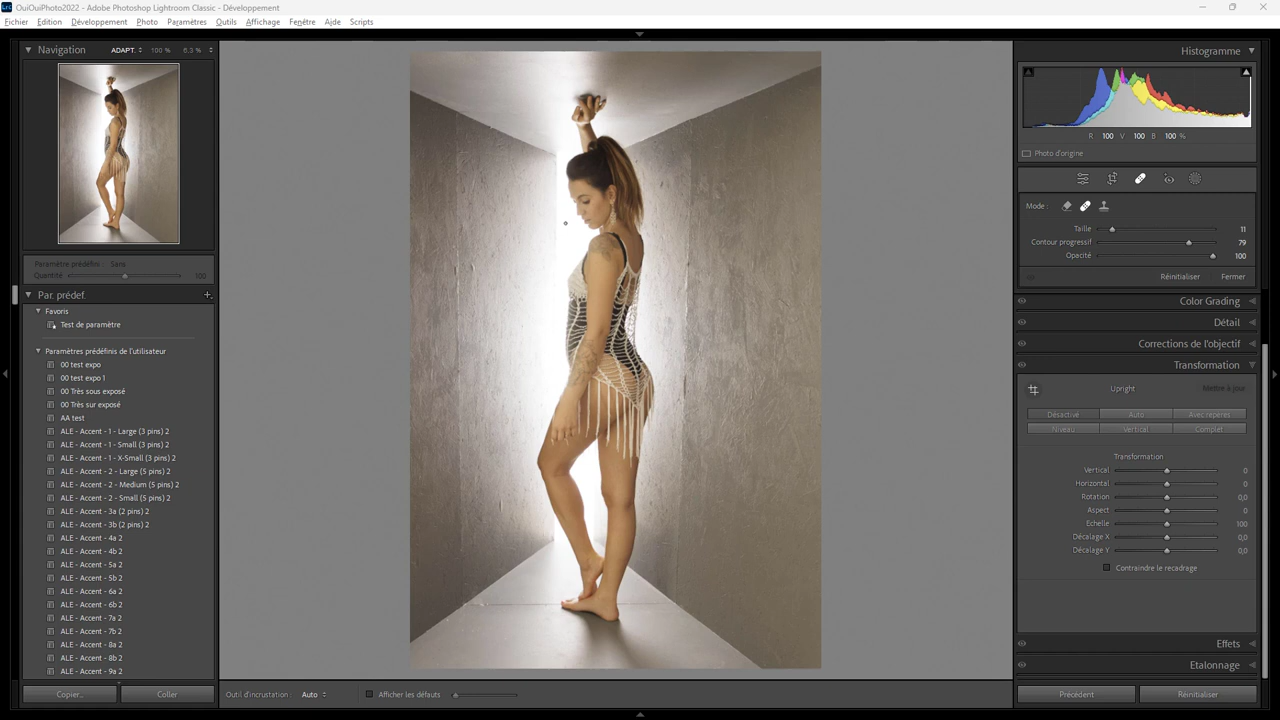 OuiOuiPhoto2022 - Adobe Photoshop Lightroom Classic - Développement
Fichier Edition Développement Photo Paramètres Outils Affichage Fenêtre Aide Scripts
Navigation ADAPT. 100 % 6.3 %
Paramètre prédéfini : Sans
Quantité 100
Par. prédéf. +
Favoris
Test de paramètre
Paramètres prédéfinis de l'utilisateur
00 test expo
00 test expo 1
00 Très sous exposé
00 Très sur exposé
AA test
ALE - Accent - 1 - Large (3 pins) 2
ALE - Accent - 1 - Small (3 pins) 2
ALE - Accent - 1 - X-Small (3 pins) 2
ALE - Accent - 2 - Large (5 pins) 2
ALE - Accent - 2 - Medium (5 pins) 2
ALE - Accent - 2 - Small (5 pins) 2
ALE - Accent - 3a (2 pins) 2
ALE - Accent - 3b (2 pins) 2
ALE - Accent - 4a 2
ALE - Accent - 4b 2
ALE - Accent - 5a 2
ALE - Accent - 5b 2
ALE - Accent - 6a 2
ALE - Accent - 6b 2
ALE - Accent - 7a 2
ALE - Accent - 7b 2
ALE - Accent - 8a 2
ALE - Accent - 8b 2
ALE - Accent - 9a 2
Copier... Coller
Outil d'incrustation : Auto Afficher les défauts
Histogramme
R 100 V 100 B 100 %
Photo d'origine
Mode :
Taille 11
Contour progressif 79
Opacité 100
Réinitialiser Fermer
Color Grading
Détail
Corrections de l'objectif
Transformation
Upright Mettre à jour
Désactivé Auto Avec repères
Niveau Vertical Complet
Transformation
Vertical 0
Horizontal 0
Rotation 0,0
Aspect 0
Echelle 100
Décalage X 0,0
Décalage Y 0,0
Contraindre le recadrage
Effets
Etalonnage
Précédent Réinitialiser